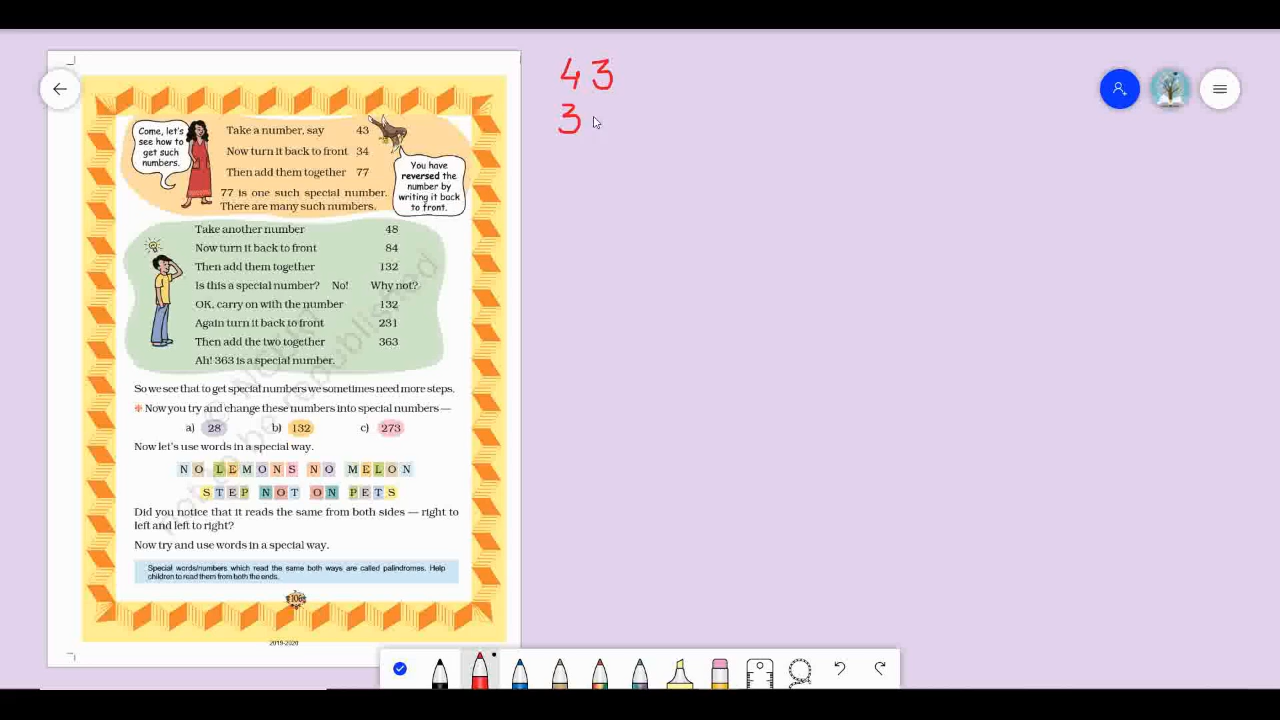 43
3
Come, let's
see how to
get such
numbers.
Take a number, say 43
Now turn it back to front 34
Then add them together 77
77 is one such special number.
There are many such numbers.
You have
reversed the
number by
writing it back
to front.
Take another number 48
Now turn it back to front 84
Then add them together 132
Is this a special number? No! Why not?
OK, carry on with the number 132
Again turn it back to front 231
Then add the two together 363
Ah! 363 is a special number.
So we see that to get special numbers we sometimes need more steps.
❉ Now you try and change these numbers into special numbers —
a) 28 b) 132 c) 273
Now let's use words in a special way.
NO LEMONS NO MELON
STEP NOT ON PETS
Did you notice that it reads the same from both sides — right to
left and left to right?
Now try and use words in a special way.
Special words/numbers which read the same both ways are called palindromes. Help
children to read them from both the ends.
106
2019-2020